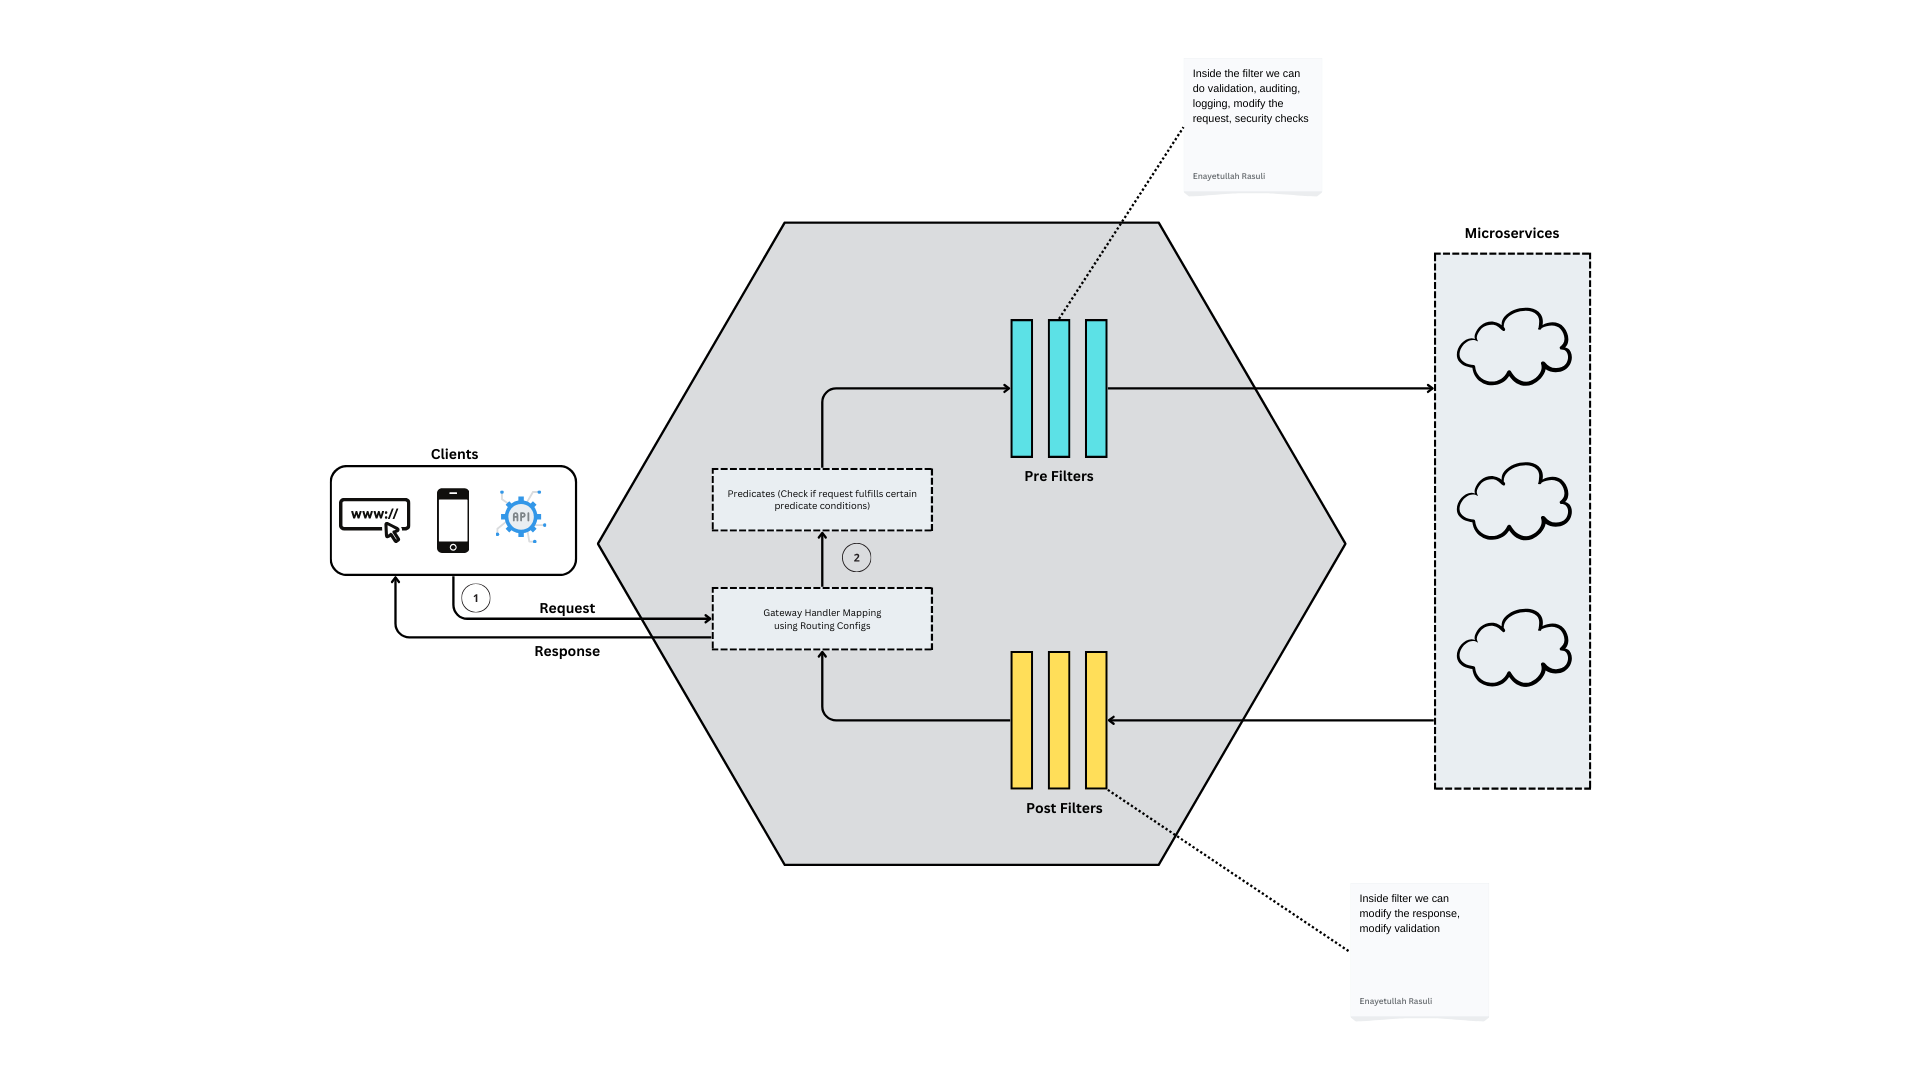 Inside the filter we can
do validation, auditing,
logging, modify the
request, security checks
Enayetullah Rasuli
Microservices
Clients
www://
API
Pre Filters
Predicates (Check if request fulfills certain
predicate conditions)
2
1
Request
Gateway Handler Mapping
using Routing Configs
Response
Post Filters
Inside filter we can
modify the response,
modify validation
Enayetullah Rasuli